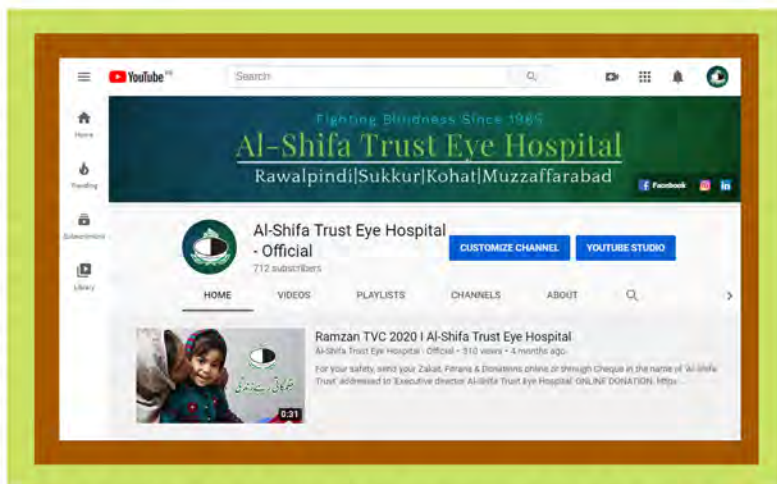 YouTube PK
Search
Home
Trending
Subscriptions
Library
Fighting Blindness Since 1985
Al-Shifa Trust Eye Hospital
Rawalpindi|Sukkur|Kohat|Muzzaffarabad
Facebook
in
Al-Shifa Trust Eye Hospital
- Official
712 subscribers
CUSTOMIZE CHANNEL
YOUTUBE STUDIO
HOME VIDEOS PLAYLISTS CHANNELS ABOUT
0:31
Ramzan TVC 2020 I Al-Shifa Trust Eye Hospital
Al-Shifa Trust Eye Hospital - Official • 310 views • 4 months ago
For your safety, send your Zakat, Fitrana & Donations online or through Cheque in the name of 'Al-Shifa
Trust' addressed to 'Executive director Al-Shifa Trust Eye Hospital' ONLINE DONATION: https ...